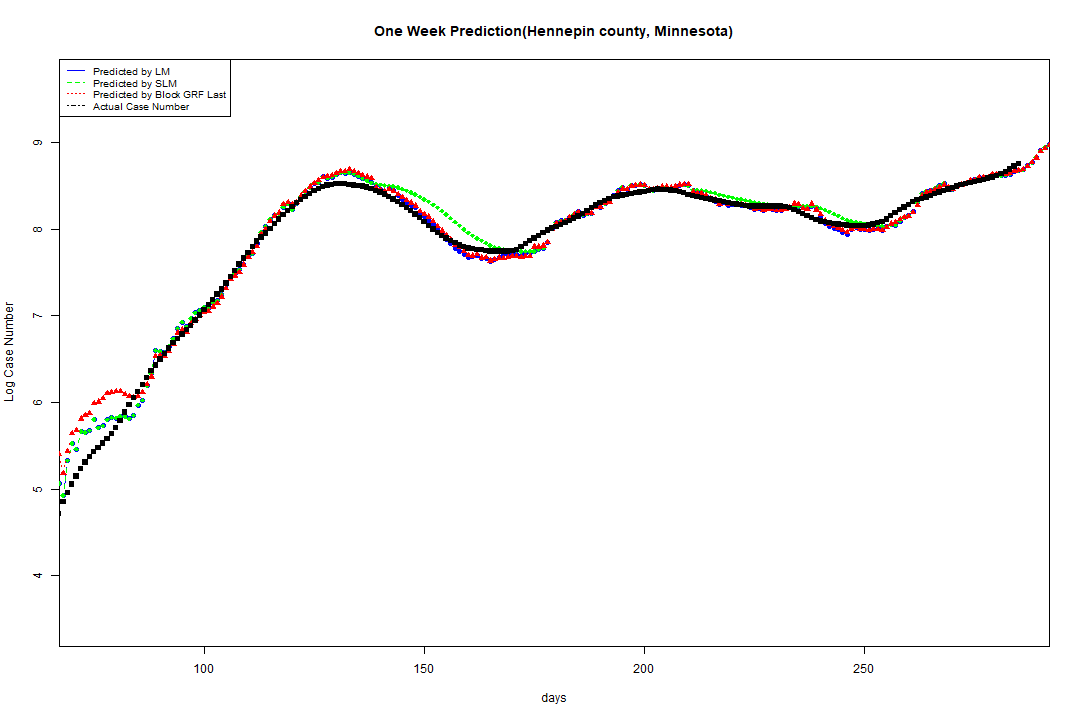 One Week Prediction(Hennepin county, Minnesota)
Predicted by LM
Predicted by SLM
Predicted by Block GRF Last
Actual Case Number
9
8
7
6
5
4
Log Case Number
100
150
200
250
days